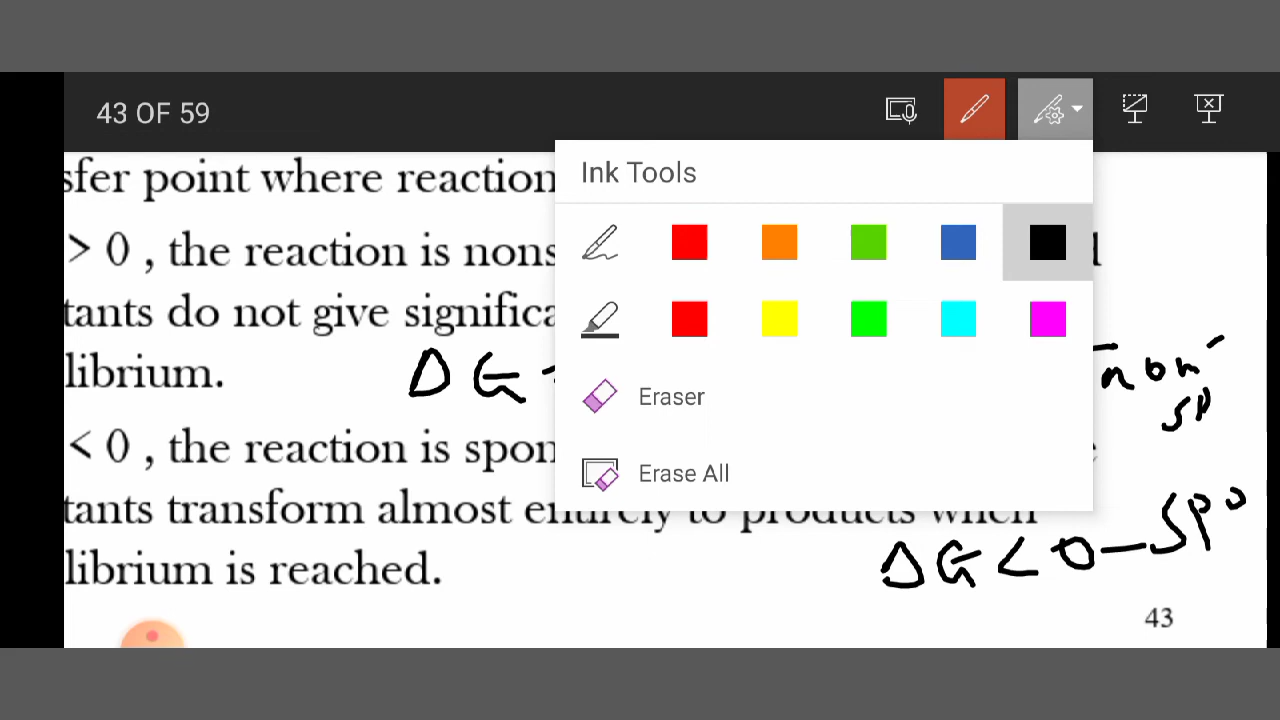 43 OF 59
Ink Tools
sfer point where reaction
> 0 , the reaction is nons
tants do not give significa
librium.
Δ G
non
sp
Eraser
< 0 , the reaction is spon
Erase All
tants transform almost entirely to products when
Δ G < 0 — spo
librium is reached.
43